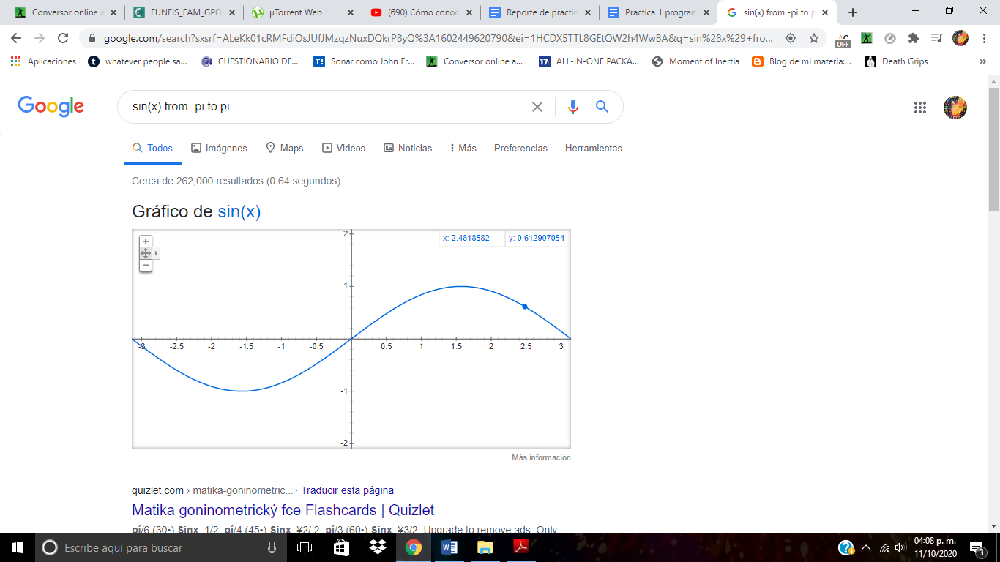 Conversor online a
FUNFIS_EAM_GPO
µTorrent Web
(690) Cómo conoc
Reporte de practic
Practica 1 program
sin(x) from -pi to p
google.com/search?sxsrf=ALeKk01cRMFdiOsJUfJMzqzNuxDQkrP8yQ%3A1602449620790&ei=1HCDX5TTL8GEtQW2h4WwBA&q=sin%28x%29+fro...
OFF
Aplicaciones
whatever people sa...
CUESTIONARIO DE...
Sonar como John Fr...
Conversor online a...
ALL-IN-ONE PACKA...
Moment of Inertia
Blog de mi materia:...
Death Grips
»
Google
sin(x) from -pi to pi
Todos
Imágenes
Maps
Videos
Noticias
Más
Preferencias
Herramientas
Cerca de 262,000 resultados (0.64 segundos)
Gráfico de sin(x)
x: 2.4818582
y: 0.612907054
2
1
-3 -2.5 -2 -1.5 -1 -0.5 0.5 1 1.5 2 2.5 3
-1
-2
Más información
quizlet.com › matika-goninometric... · Traducir esta página
Matika goninometrický fce Flashcards | Quizlet
pí/6 (30•) Sinx. 1/2. pí/4 (45•) Sinx. ¥2/ 2. pí/3 (60•) Sinx. ¥3/2. Upgrade to remove ads. Only
Escribe aquí para buscar
04:08 p. m.
11/10/2020
3